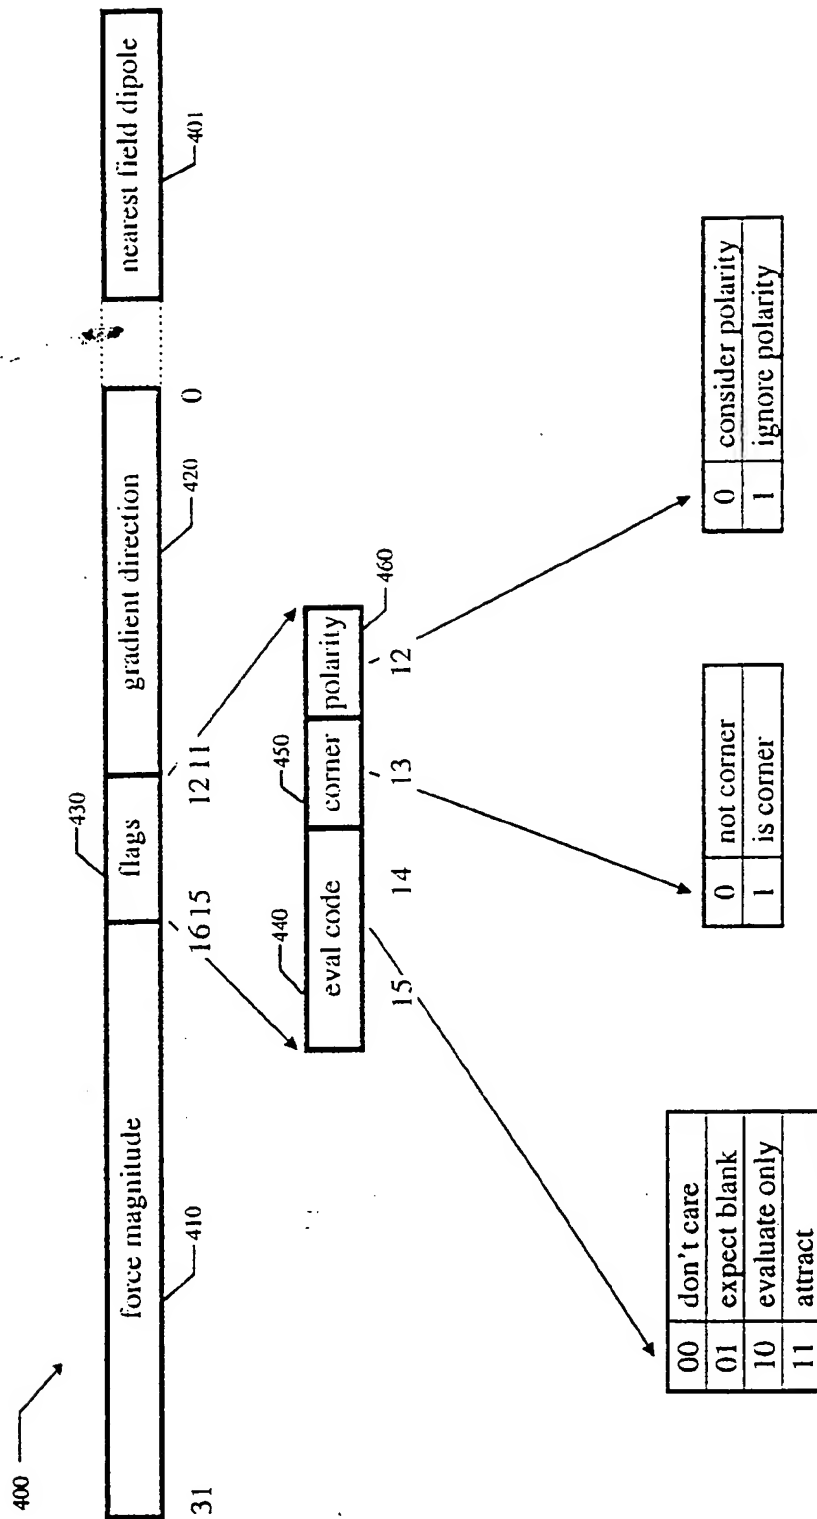 400
force magnitude
flags
gradient direction
nearest field dipole
430
31
410
16 15
12 11
420
0
401
440
450
eval code
corner
polarity
460
15
14
13
12
00 don't care
01 expect blank
10 evaluate only
11 attract
0 not corner
1 is corner
0 consider polarity
1 ignore polarity